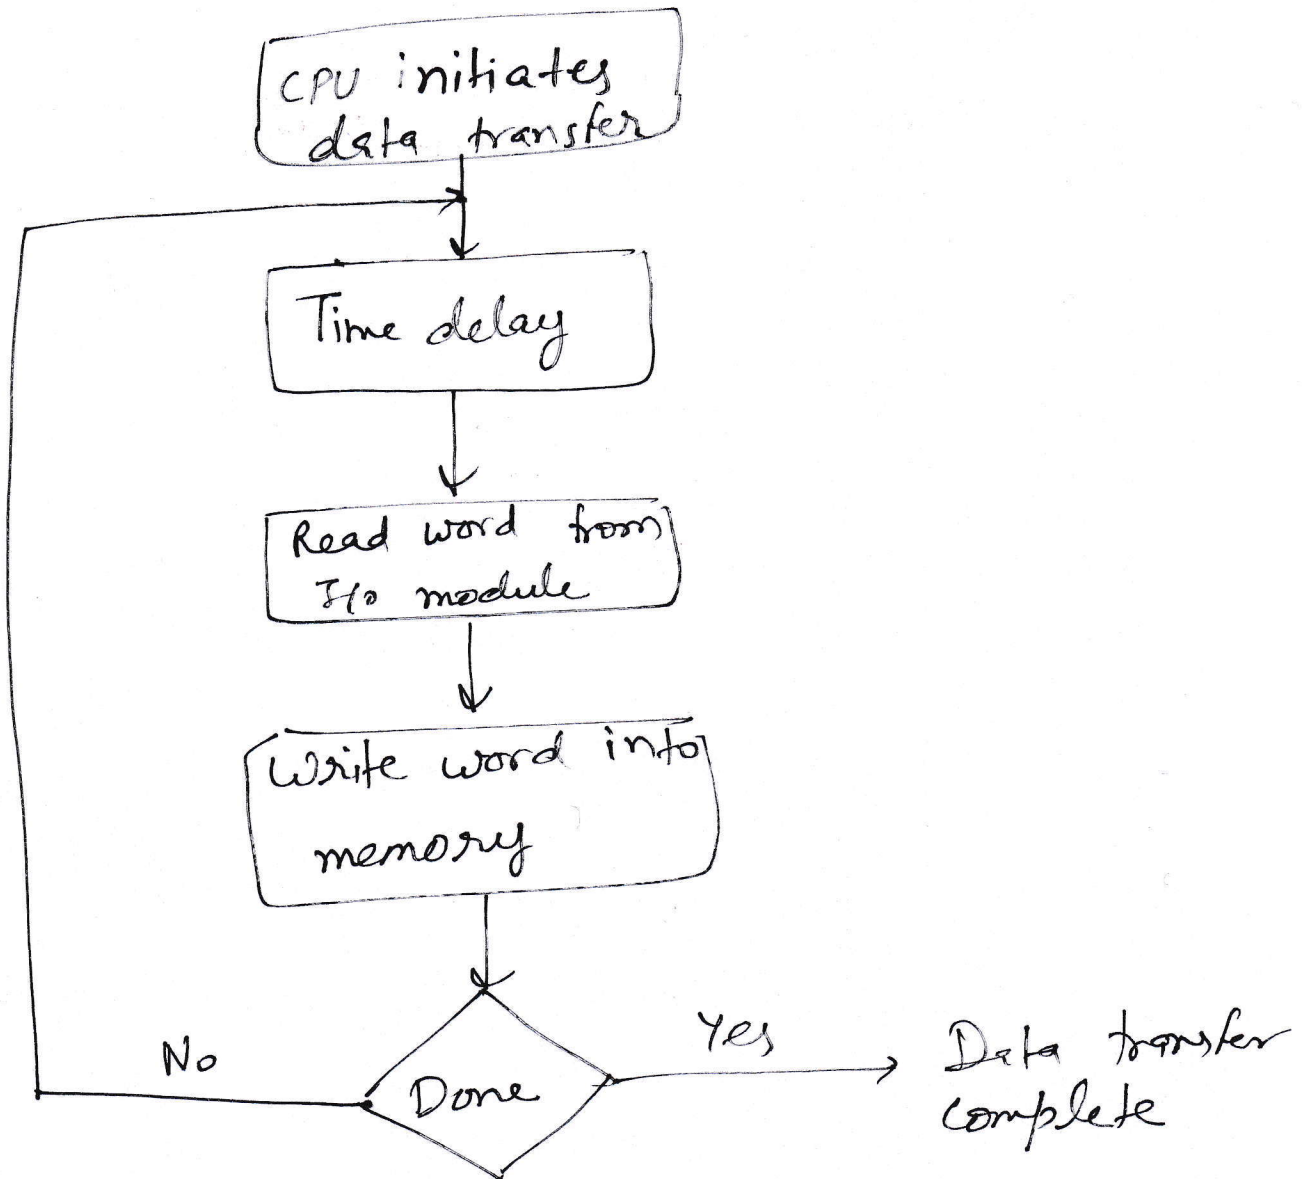 CPU initiates
data transfer
Time delay
Read word from
I/o module
Write word into
memory
Done
No
Yes
Data transfer
complete